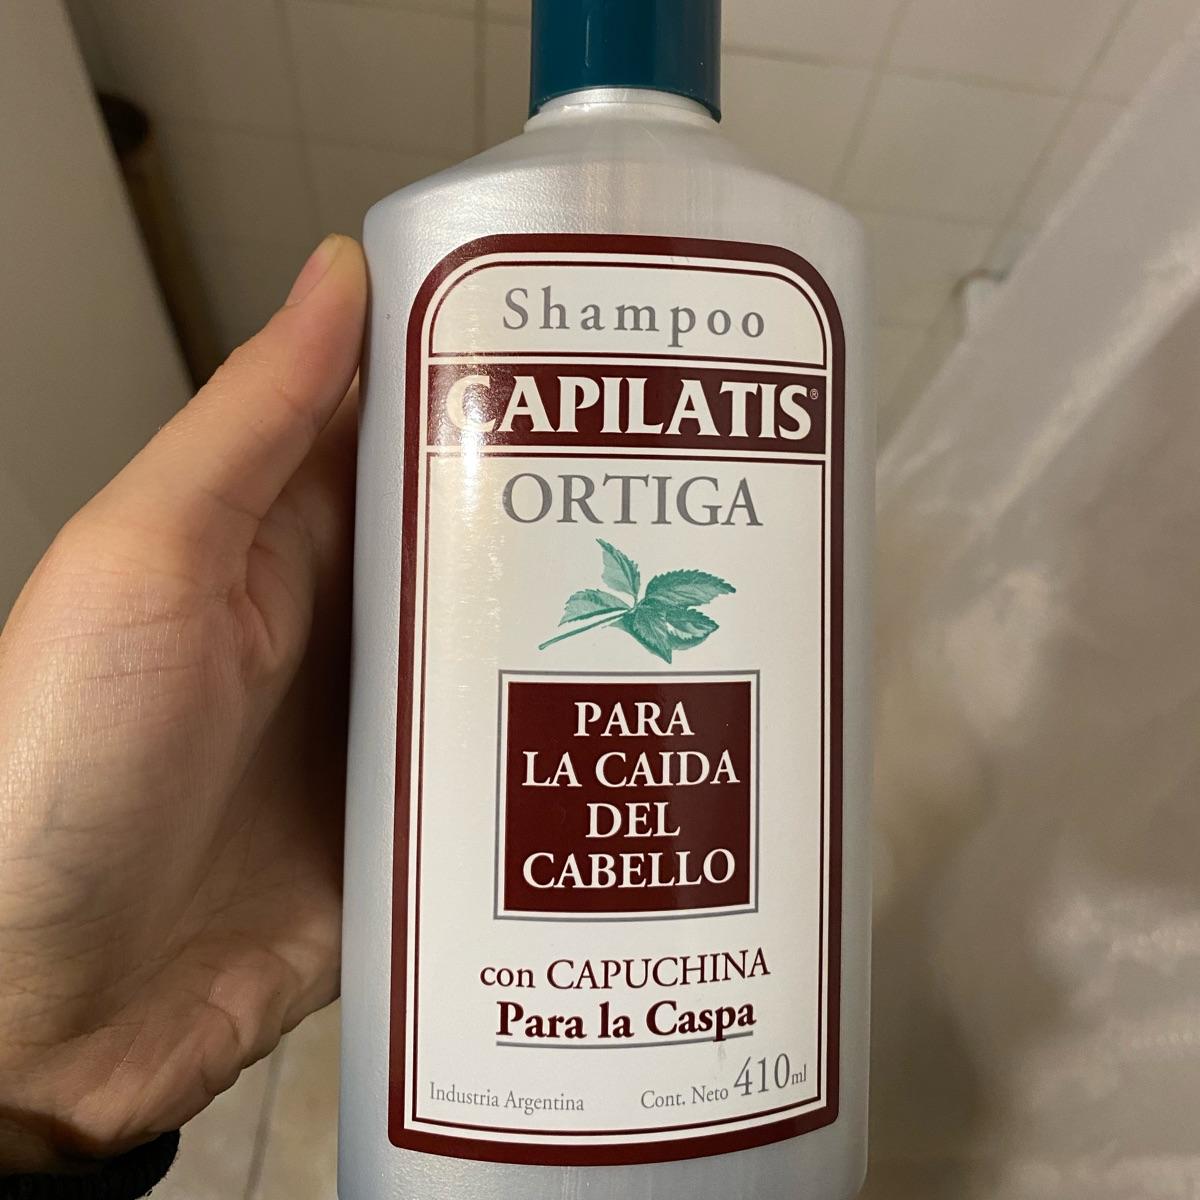 Shampoo
CAPILATIS®
ORTIGA
PARA
LA CAIDA
DEL
CABELLO
con CAPUCHINA
Para la Caspa
Industria Argentina
Cont. Neto 410ml